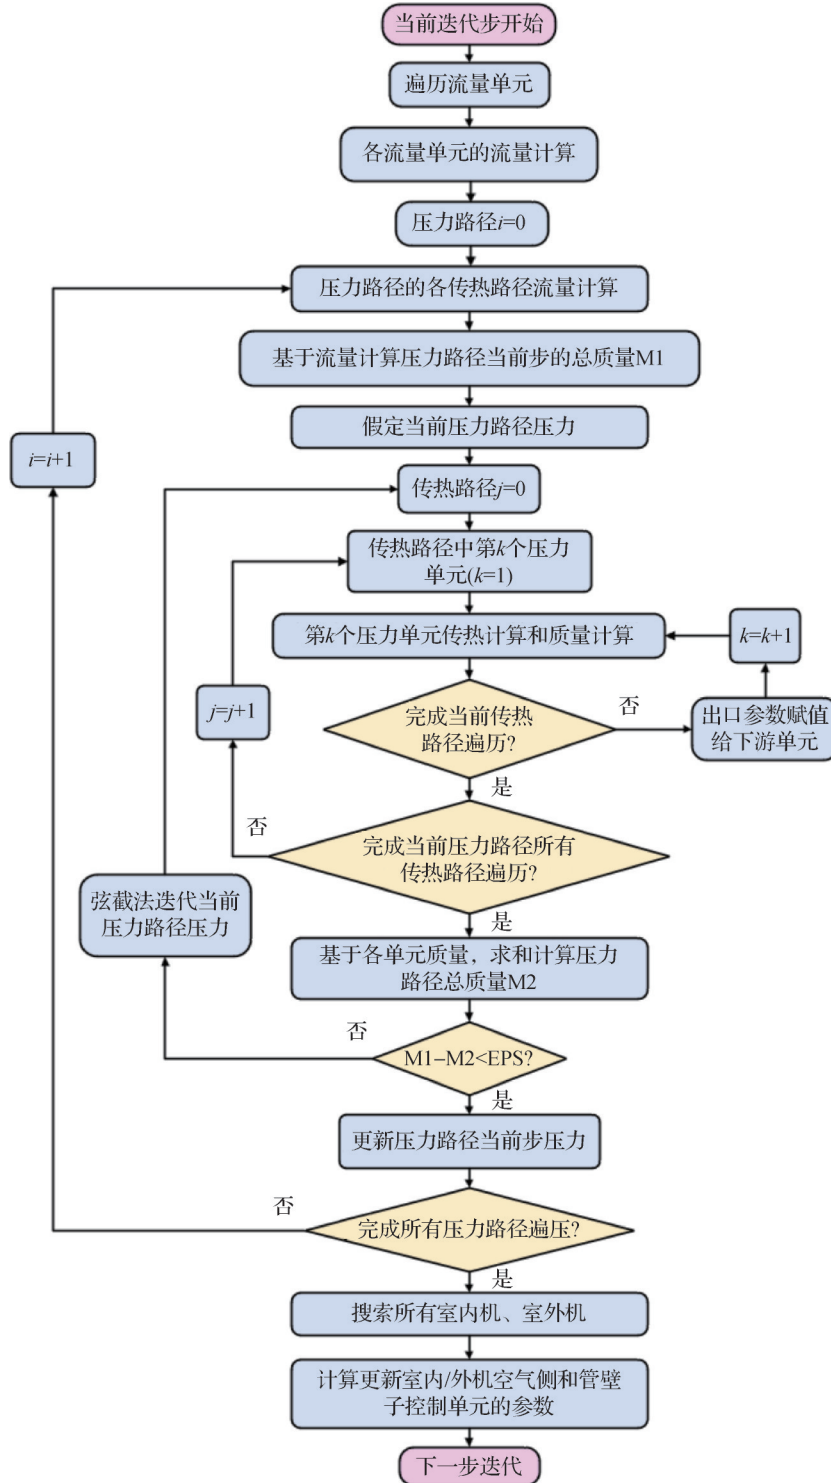 当前迭代步开始
遍历流量单元
各流量单元的流量计算
压力路径i=0
压力路径的各传热路径流量计算
基于流量计算压力路径当前步的总质量M1
假定当前压力路径压力
i=i+1
传热路径j=0
传热路径中第k个压力
单元(k=1)
第k个压力单元传热计算和质量计算
k=k+1
j=j+1
完成当前传热
路径遍历?
否
出口参数赋值
给下游单元
是
否
完成当前压力路径所有
传热路径遍历?
弦截法迭代当前
压力路径压力
是
基于各单元质量，求和计算压力
路径总质量M2
否
M1–M2<EPS?
是
更新压力路径当前步压力
否
完成所有压力路径遍压?
是
搜索所有室内机、室外机
计算更新室内/外机空气侧和管壁
子控制单元的参数
下一步迭代